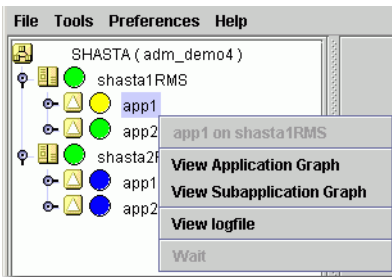 File Tools Preferences Help
SHASTA ( adm_demo4 )
shasta1RMS
app1
app2
app1 on shasta1RMS
View Application Graph
View Subapplication Graph
View logfile
Wait
app1
app2